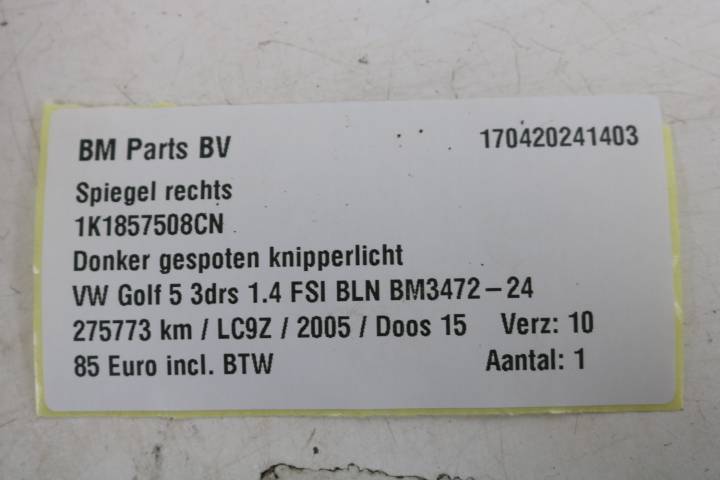 BM Parts BV 170420241403
Spiegel rechts
1K1857508CN
Donker gespoten knipperlicht
VW Golf 5 3drs 1.4 FSI BLN BM3472-24
275773 km / LC9Z / 2005 / Doos 15 Verz: 10
85 Euro incl. BTW Aantal: 1